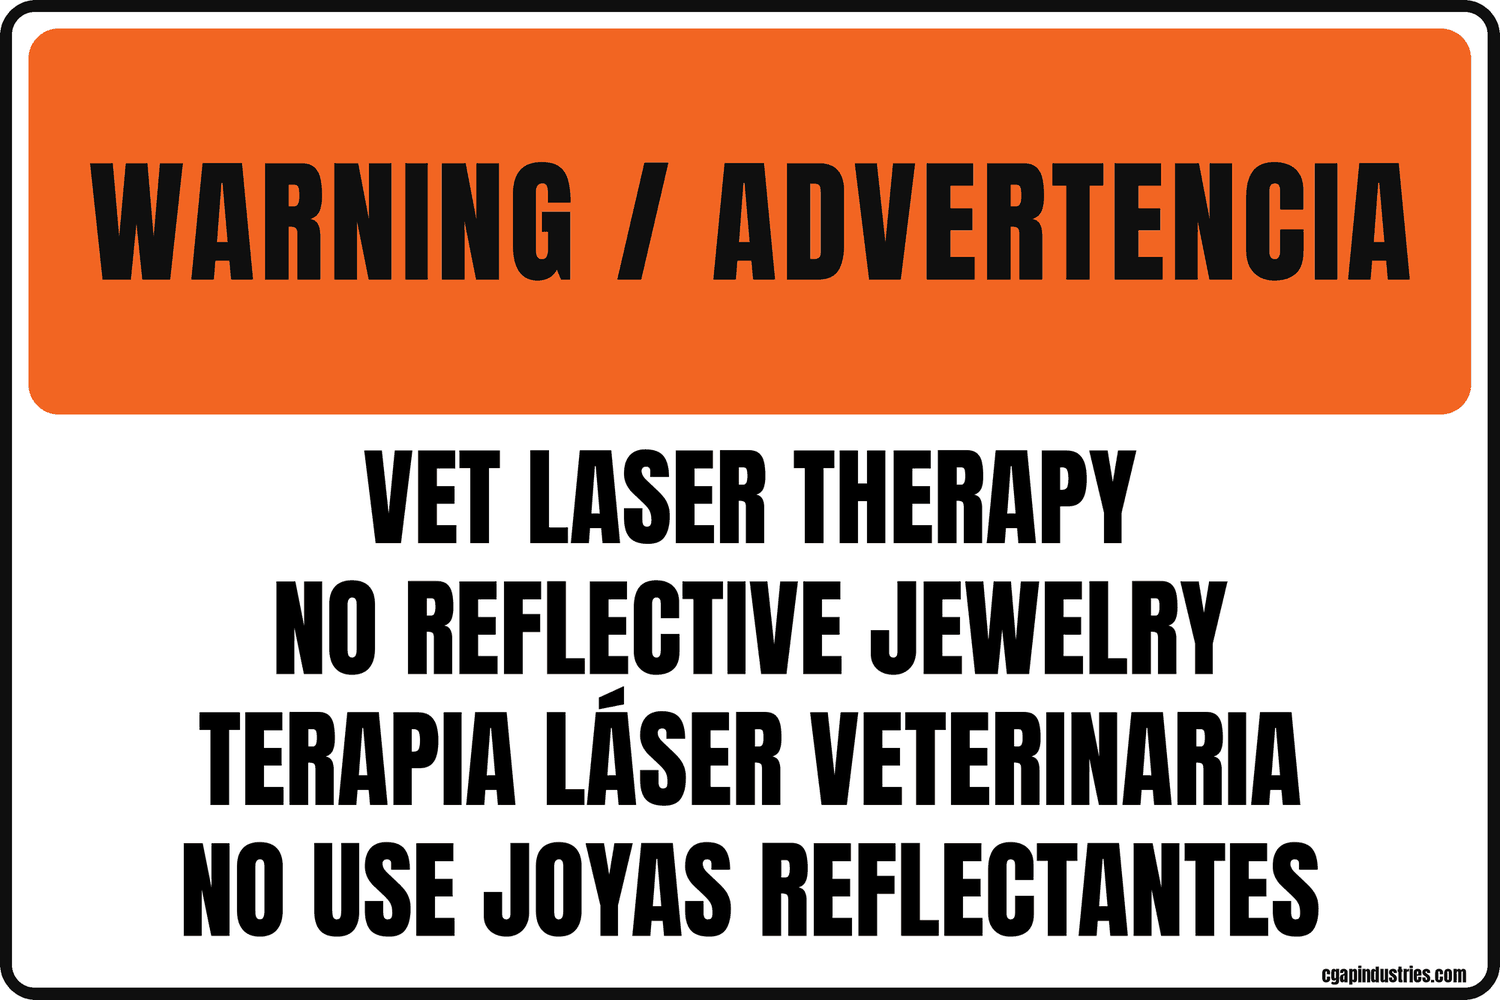 WARNING / ADVERTENCIA
VET LASER THERAPY
NO REFLECTIVE JEWELRY
TERAPIA LÁSER VETERINARIA
NO USE JOYAS REFLECTANTES
cgapindustries.com